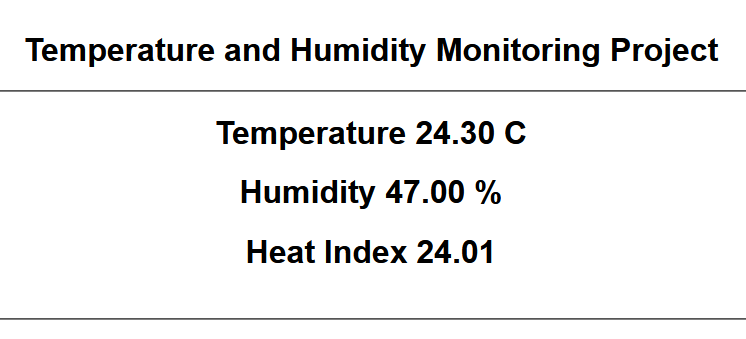 Temperature and Humidity Monitoring Project
Temperature 24.30 C
Humidity 47.00 %
Heat Index 24.01